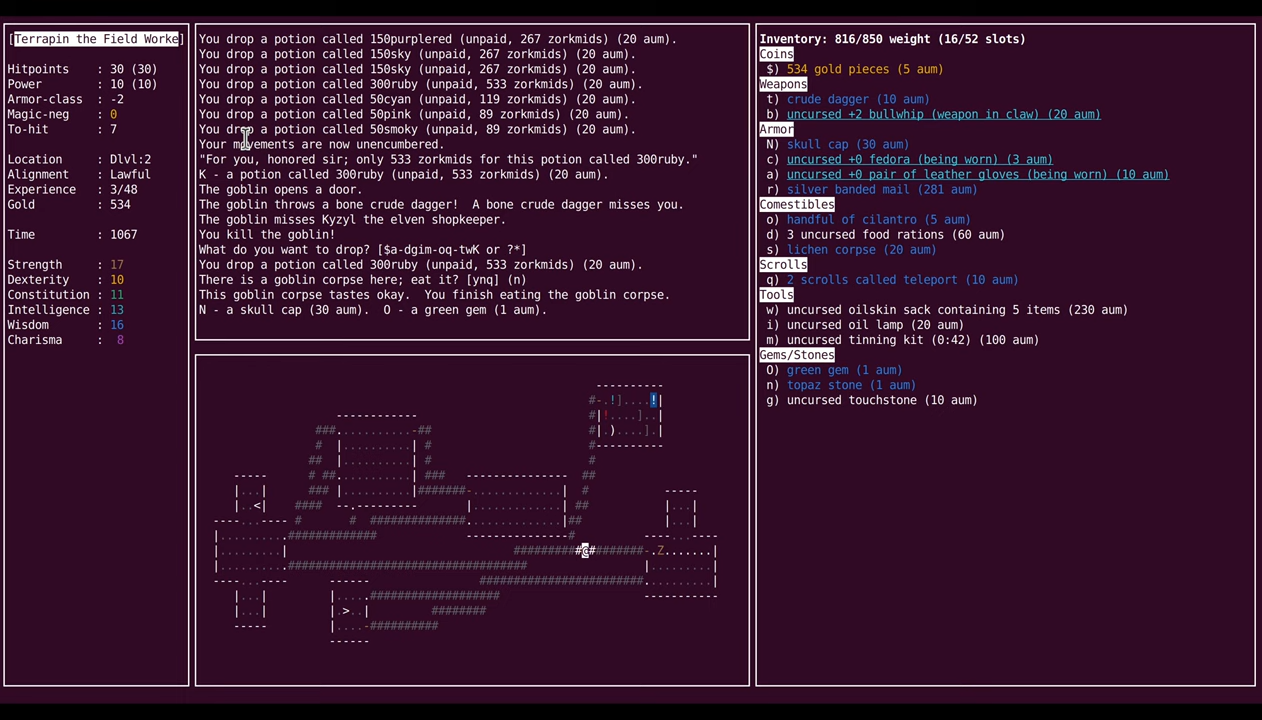 [Terrapin the Field Worke]
Hitpoints : 30 (30)
Power : 10 (10)
Armor-class : -2
Magic-neg : 0
To-hit : 7
Location : Dlvl:2
Alignment : Lawful
Experience : 3/48
Gold : 534
Time : 1067
Strength : 17
Dexterity : 10
Constitution : 11
Intelligence : 13
Wisdom : 16
Charisma : 8
You drop a potion called 150purplered (unpaid, 267 zorkmids) (20 aum).
You drop a potion called 150sky (unpaid, 267 zorkmids) (20 aum).
You drop a potion called 150sky (unpaid, 267 zorkmids) (20 aum).
You drop a potion called 300ruby (unpaid, 533 zorkmids) (20 aum).
You drop a potion called 50cyan (unpaid, 119 zorkmids) (20 aum).
You drop a potion called 50pink (unpaid, 89 zorkmids) (20 aum).
You drop a potion called 50smoky (unpaid, 89 zorkmids) (20 aum).
Your movements are now unencumbered.
"For you, honored sir; only 533 zorkmids for this potion called 300ruby."
K - a potion called 300ruby (unpaid, 533 zorkmids) (20 aum).
The goblin opens a door.
The goblin throws a bone crude dagger!  A bone crude dagger misses you.
The goblin misses Kyzyl the elven shopkeeper.
You kill the goblin!
What do you want to drop? [$a-dgim-oq-twK or ?*]
You drop a potion called 300ruby (unpaid, 533 zorkmids) (20 aum).
There is a goblin corpse here; eat it? [ynq] (n)
This goblin corpse tastes okay.  You finish eating the goblin corpse.
N - a skull cap (30 aum).  O - a green gem (1 aum).
Inventory: 816/850 weight (16/52 slots)
Coins
$) 534 gold pieces (5 aum)
Weapons
t) crude dagger (10 aum)
b) uncursed +2 bullwhip (weapon in claw) (20 aum)
Armor
N) skull cap (30 aum)
c) uncursed +0 fedora (being worn) (3 aum)
a) uncursed +0 pair of leather gloves (being worn) (10 aum)
r) silver banded mail (281 aum)
Comestibles
o) handful of cilantro (5 aum)
d) 3 uncursed food rations (60 aum)
s) lichen corpse (20 aum)
Scrolls
q) 2 scrolls called teleport (10 aum)
Tools
w) uncursed oilskin sack containing 5 items (230 aum)
i) uncursed oil lamp (20 aum)
m) uncursed tinning kit (0:42) (100 aum)
Gems/Stones
O) green gem (1 aum)
n) topaz stone (1 aum)
g) uncursed touchstone (10 aum)